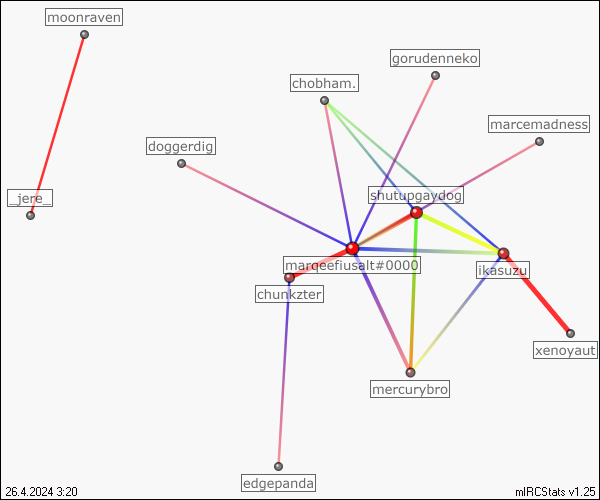 moonraven
gorudenneko
chobham.
marcemadness
doggerdig
_jere_
shutupgaydog
marqeefiusalt#0000
ikasuzu
chunkzter
xenoyaut
mercurybro
edgepanda
26.4.2024 3:20
mIRCStats v1.25